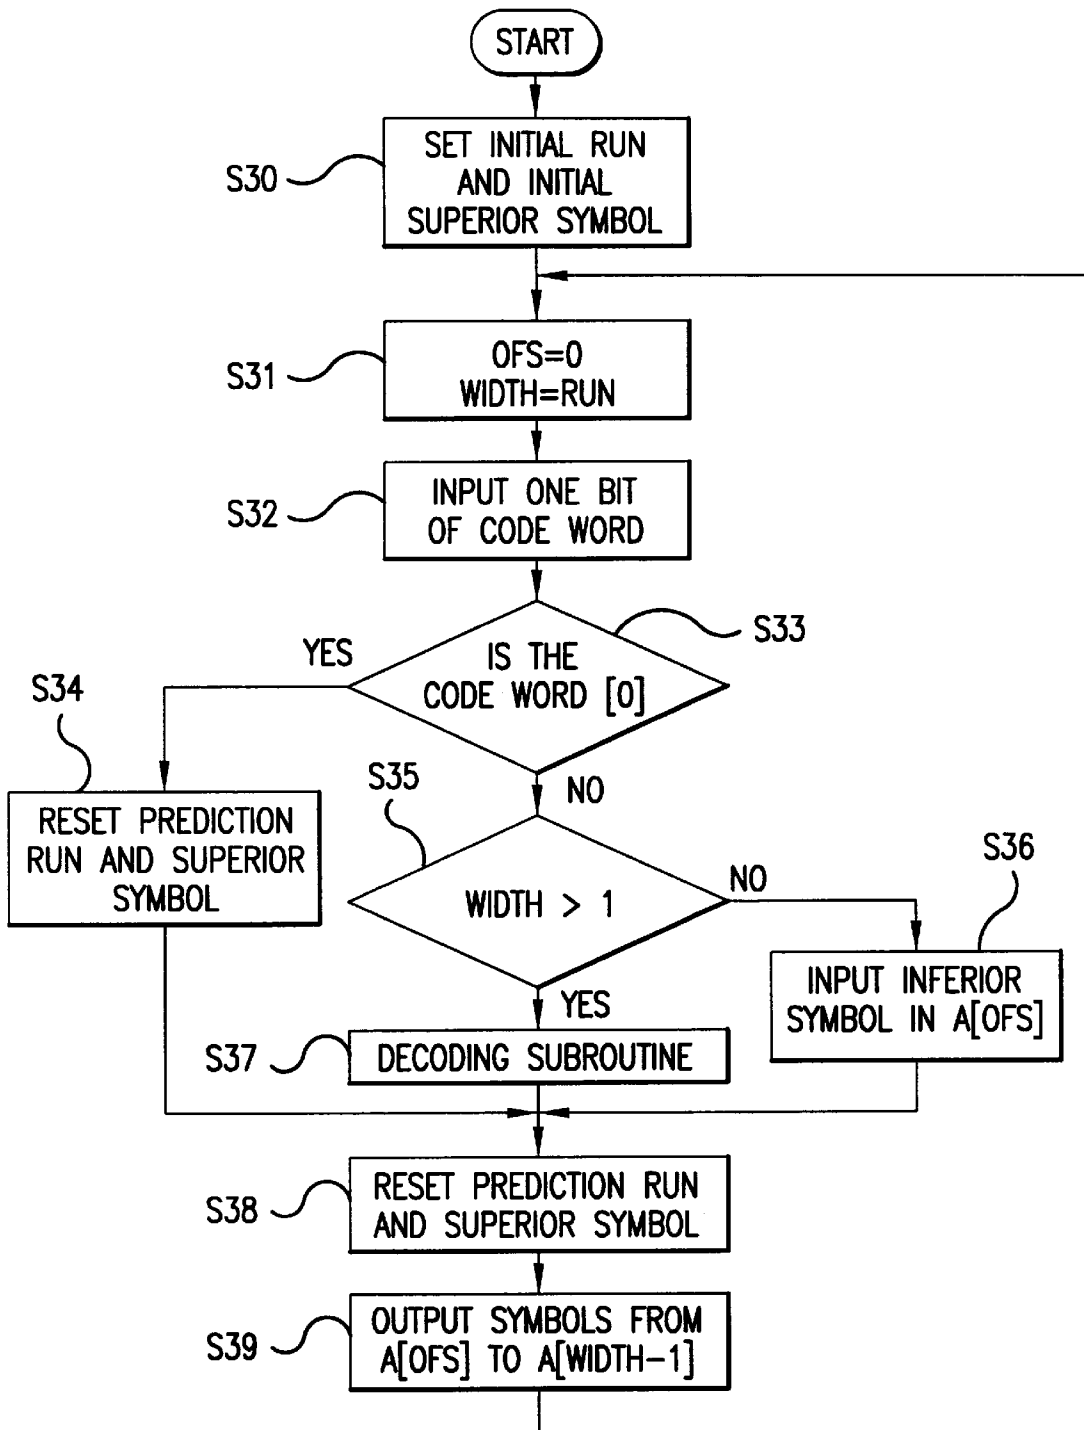 START
SET INITIAL RUN
AND INITIAL
SUPERIOR SYMBOL
S30
OFS=0
WIDTH=RUN
S31
INPUT ONE BIT
OF CODE WORD
S32
S33
IS THE
CODE WORD [0]
YES
S34
RESET PREDICTION
RUN AND SUPERIOR
SYMBOL
NO
S35
WIDTH > 1
NO
S36
INPUT INFERIOR
SYMBOL IN A[OFS]
YES
S37
DECODING SUBROUTINE
RESET PREDICTION RUN
AND SUPERIOR SYMBOL
S38
OUTPUT SYMBOLS FROM
A[OFS] TO A[WIDTH-1]
S39